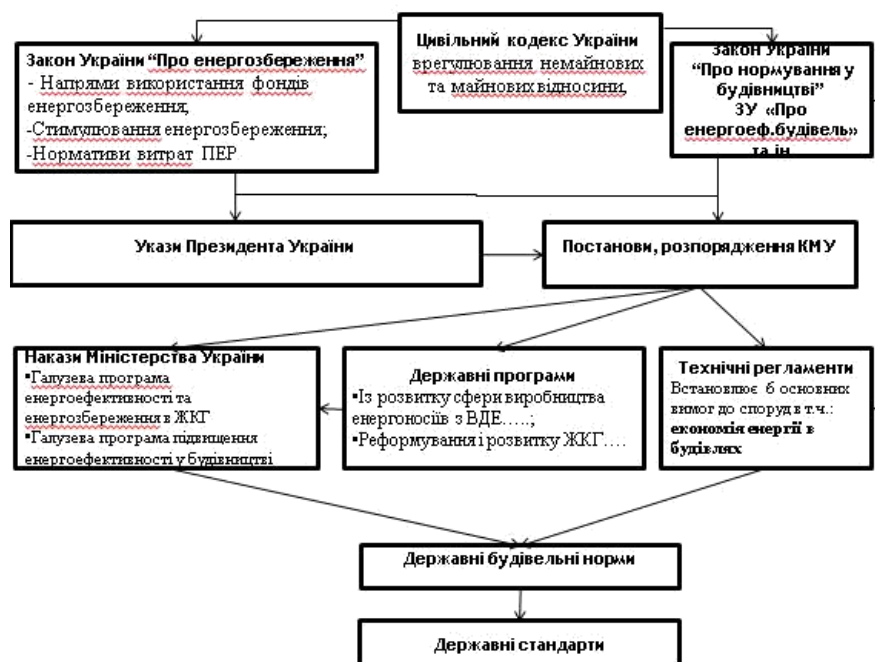 Закон України “Про енергозбереження”
- Напрями використання фондів
енергозбереження;
-Стимулювання енергозбереження;
-Нормативи витрат ПЕР
Цивільний кодекс України
врегулювання немайнових
та майнових відносини,
Закон України
“Про нормування у
будівництві”
ЗУ «Про
енергоеф.будівель»
та ін
Укази Президента України
Постанови, розпорядження КМУ
Накази Міністерства України
▪Галузева програма
енергоефективності та
енергозбереження в ЖКГ
▪Галузева програма підвищення
енергоефективності у будівництві
Державні програми
▪Із розвитку сфери виробництва
енергоносіїв з ВДЕ…..;
▪Реформування і розвитку ЖКГ….
Технічні регламенти
Встановлює 6 основних
вимог до споруд в т.ч.:
економія енергії в
будівлях
Державні будівельні норми
Державні стандарти